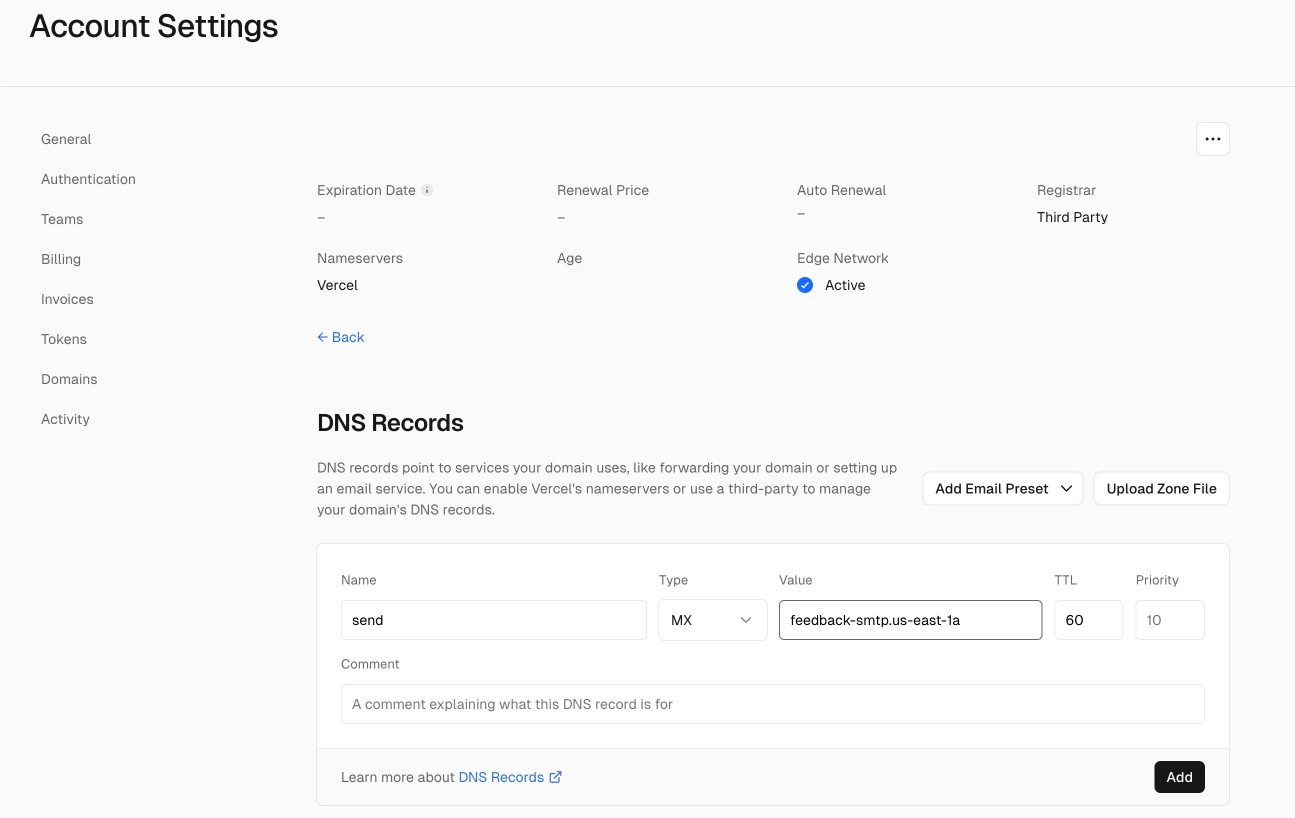 Account Settings
General
Authentication
Teams
Billing
Invoices
Tokens
Domains
Activity
Expiration Date
–
Renewal Price
–
Auto Renewal
–
Registrar
Third Party
Nameservers
Vercel
Age
Edge Network
Active
← Back
DNS Records
DNS records point to services your domain uses, like forwarding your domain or setting up
an email service. You can enable Vercel's nameservers or use a third-party to manage
your domain's DNS records.
Add Email Preset
Upload Zone File
Name
Type
Value
TTL
Priority
send
MX
feedback-smtp.us-east-1a
60
10
Comment
A comment explaining what this DNS record is for
Learn more about DNS Records
Add